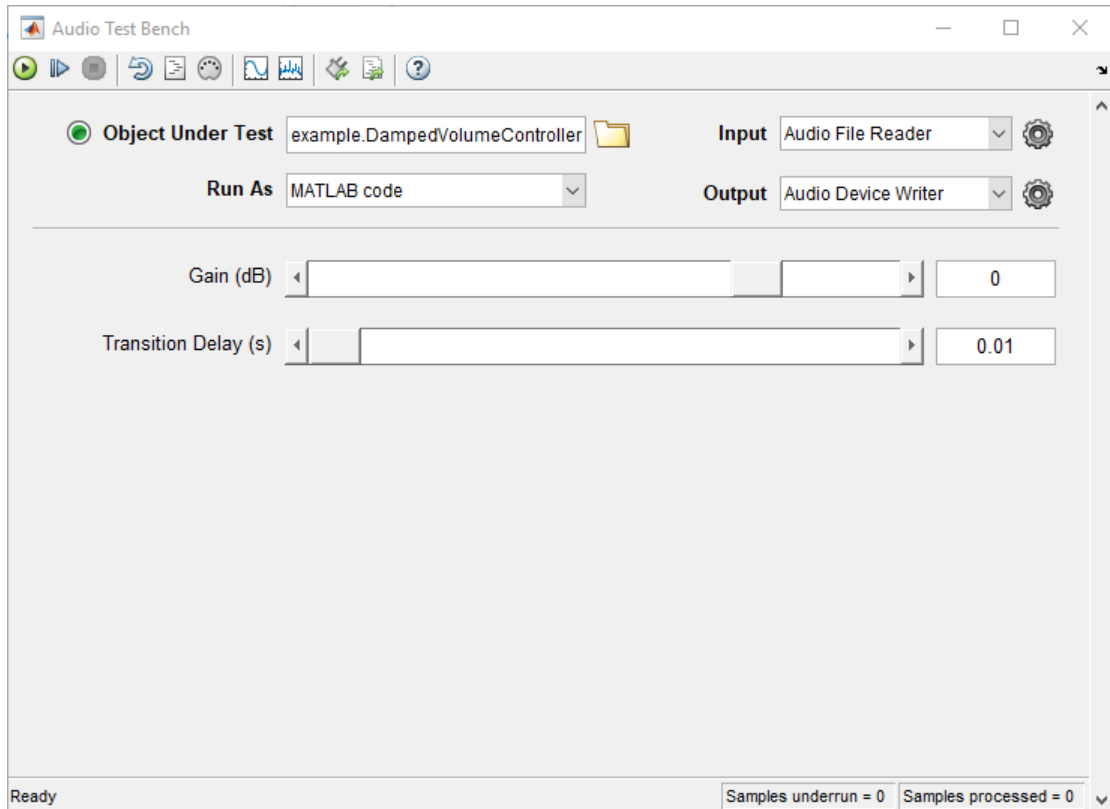 Audio Test Bench
Object Under Test example.DampedVolumeController Input Audio File Reader
Run As MATLAB code Output Audio Device Writer
Gain (dB) 0
Transition Delay (s) 0.01
Ready Samples underrun = 0 Samples processed = 0